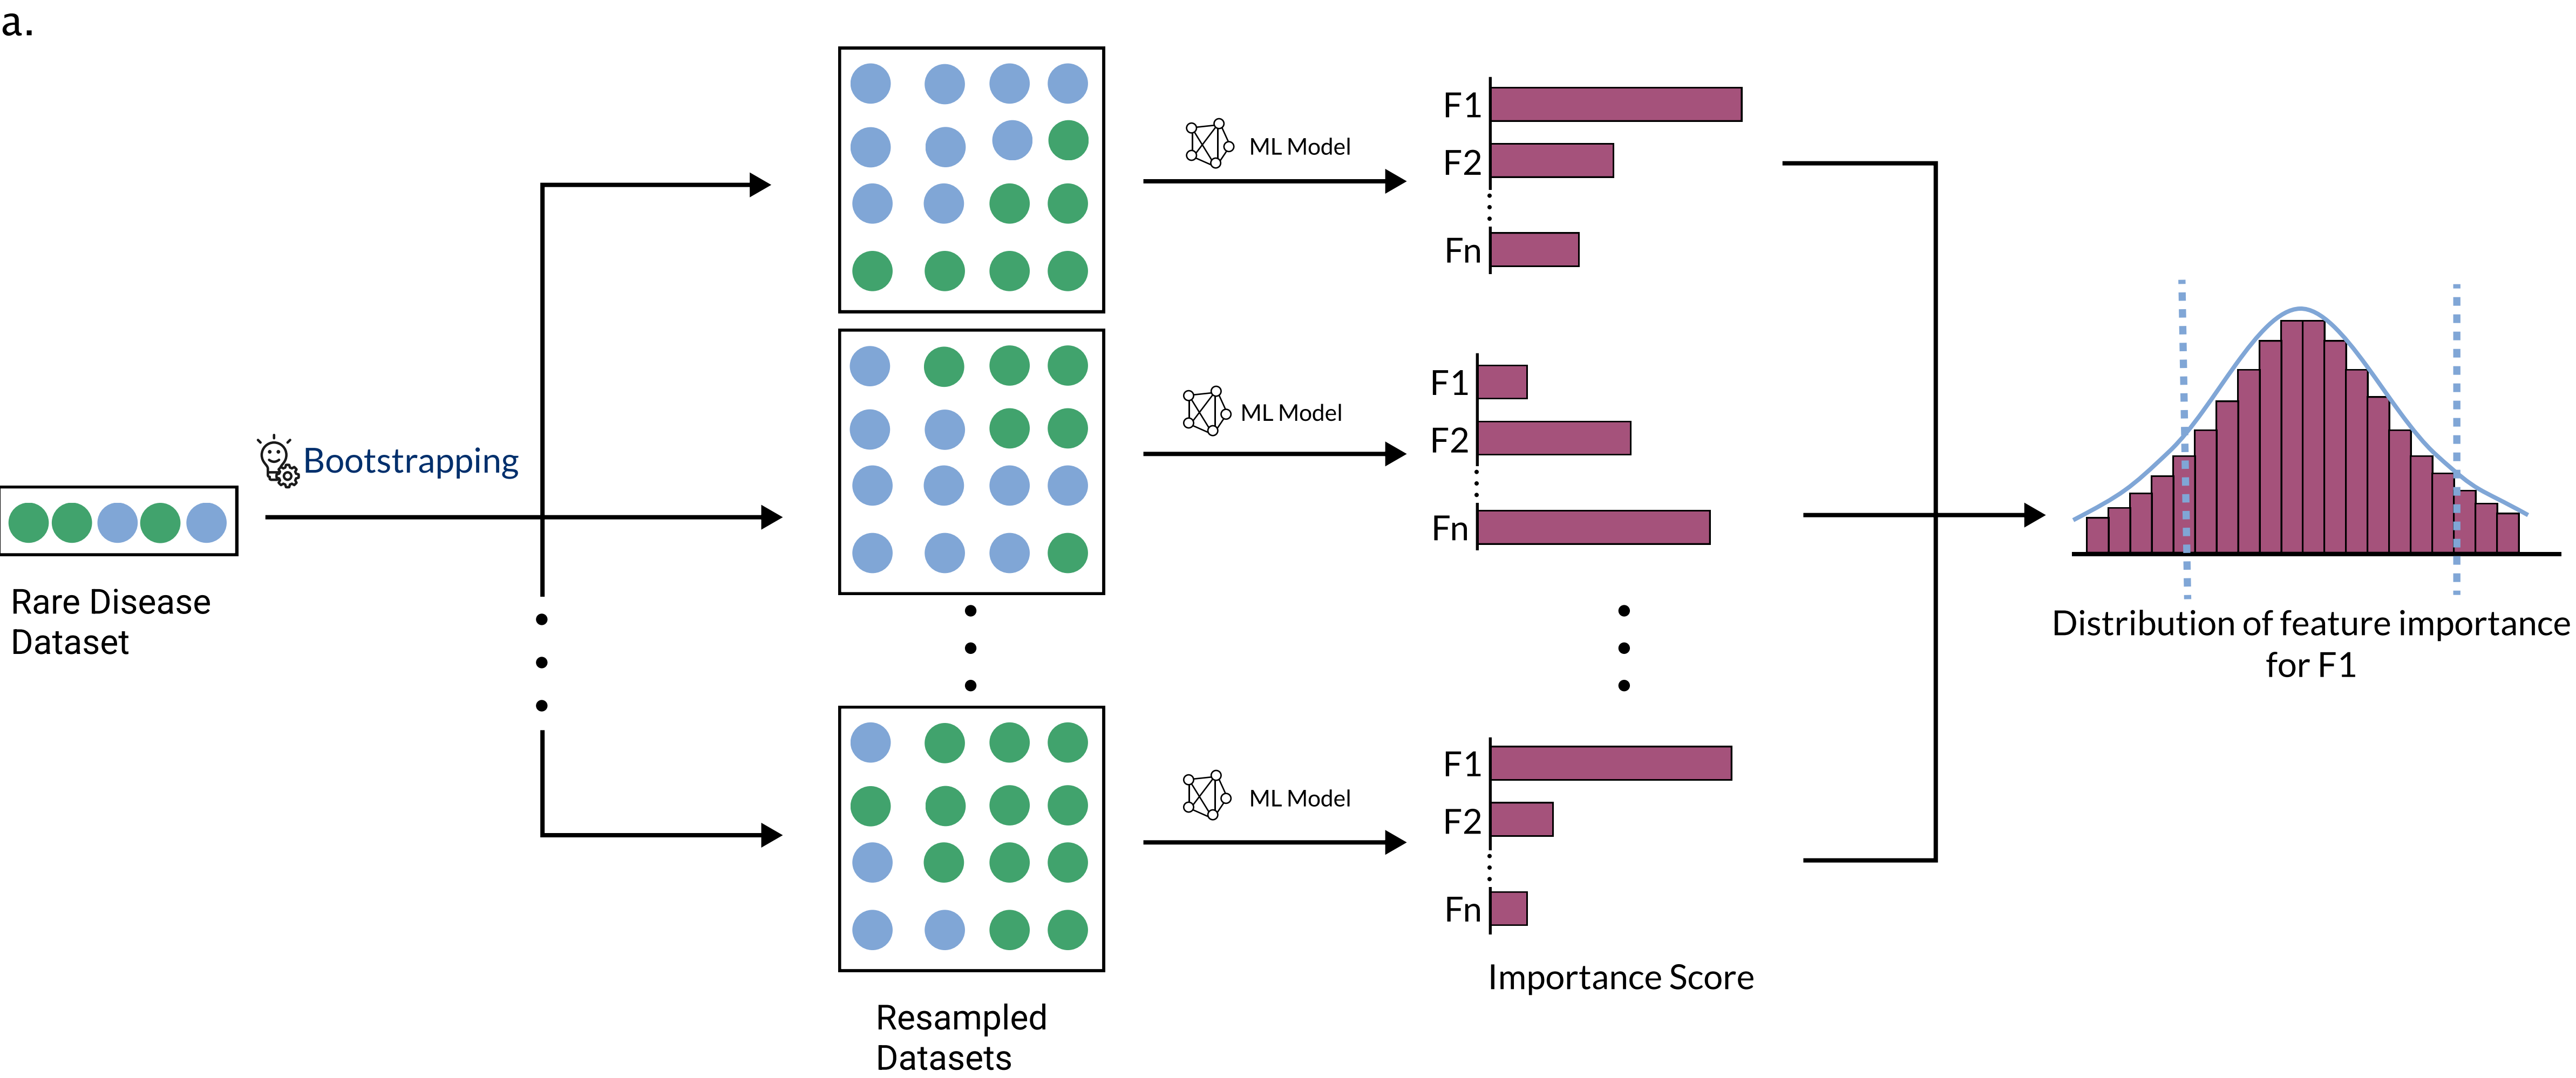 a.
Bootstrapping
Rare Disease
Dataset
ML Model
F1
F2
Fn
ML Model
F1
F2
Fn
ML Model
F1
F2
Fn
Resampled
Datasets
Importance Score
Distribution of feature importance
for F1